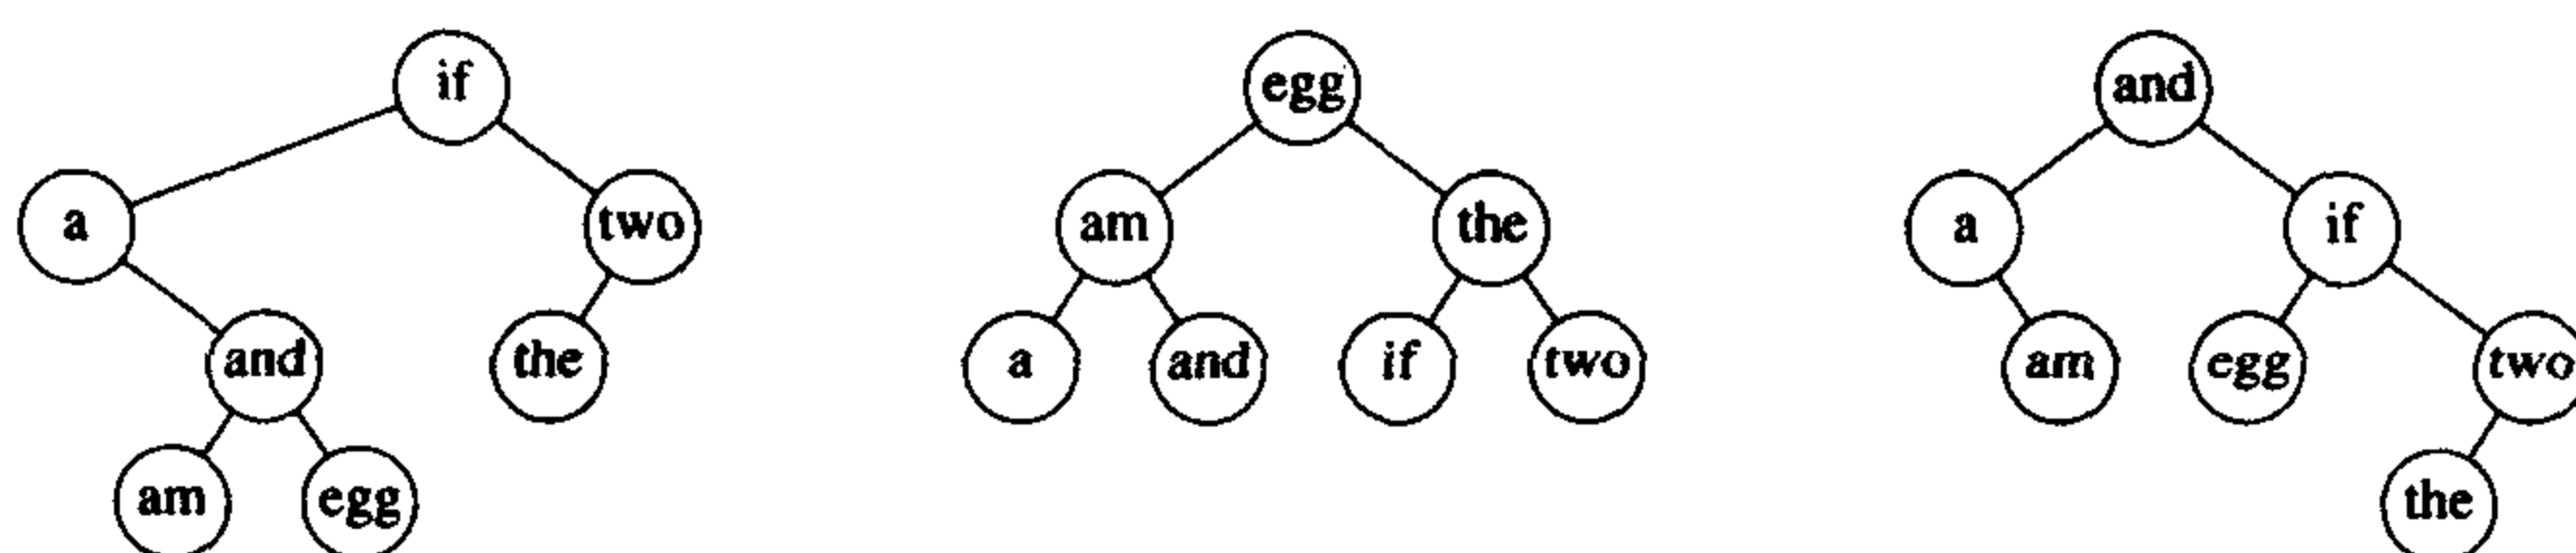 if egg and
a two am the a if
and the a and if two am egg two
am egg the